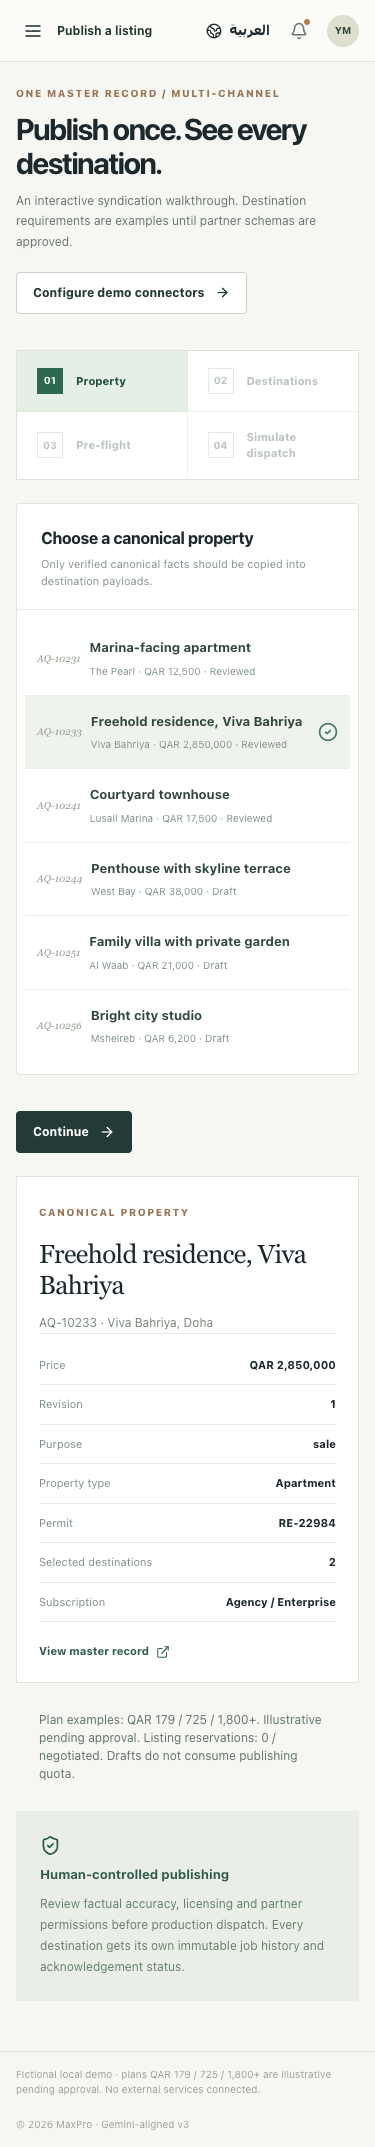 Publish a listing
العربية
YM
ONE MASTER RECORD / MULTI-CHANNEL
Publish once. See every
destination.
An interactive syndication walkthrough. Destination
requirements are examples until partner schemas are
approved.
Configure demo connectors
01 Property
02 Destinations
03 Pre-flight
04 Simulate
dispatch
Choose a canonical property
Only verified canonical facts should be copied into
destination payloads.
AQ-10231 Marina-facing apartment
The Pearl · QAR 12,500 · Reviewed
AQ-10233 Freehold residence, Viva Bahriya
Viva Bahriya · QAR 2,850,000 · Reviewed
AQ-10241 Courtyard townhouse
Lusail Marina · QAR 17,500 · Reviewed
AQ-10244 Penthouse with skyline terrace
West Bay · QAR 38,000 · Draft
AQ-10251 Family villa with private garden
Al Waab · QAR 21,000 · Draft
AQ-10256 Bright city studio
Msheireb · QAR 6,200 · Draft
Continue
CANONICAL PROPERTY
Freehold residence, Viva
Bahriya
AQ-10233 · Viva Bahriya, Doha
Price QAR 2,850,000
Revision 1
Purpose sale
Property type Apartment
Permit RE-22984
Selected destinations 2
Subscription Agency / Enterprise
View master record
Plan examples: QAR 179 / 725 / 1,800+. Illustrative
pending approval. Listing reservations: 0 /
negotiated. Drafts do not consume publishing
quota.
Human-controlled publishing
Review factual accuracy, licensing and partner
permissions before production dispatch. Every
destination gets its own immutable job history and
acknowledgement status.
Fictional local demo · plans QAR 179 / 725 / 1,800+ are illustrative
pending approval. No external services connected.
© 2026 MaxPro · Gemini-aligned v3